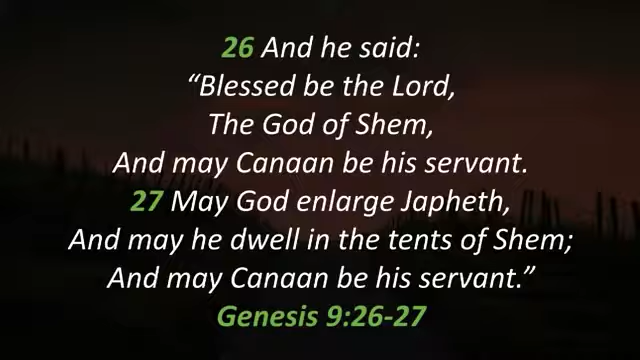 26 And he said:
“Blessed be the Lord,
The God of Shem,
And may Canaan be his servant.
27 May God enlarge Japheth,
And may he dwell in the tents of Shem;
And may Canaan be his servant.”
Genesis 9:26-27